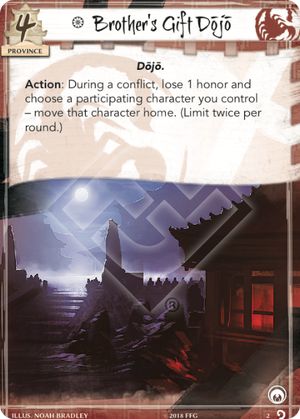 4
PROVINCE
Brother's Gift Dōjō
Dōjō.
Action: During a conflict, lose 1 honor and
choose a participating character you control
– move that character home. (Limit twice per
round.)
®
ILLUS. NOAH BRADLEY
© 2018 FFG
2